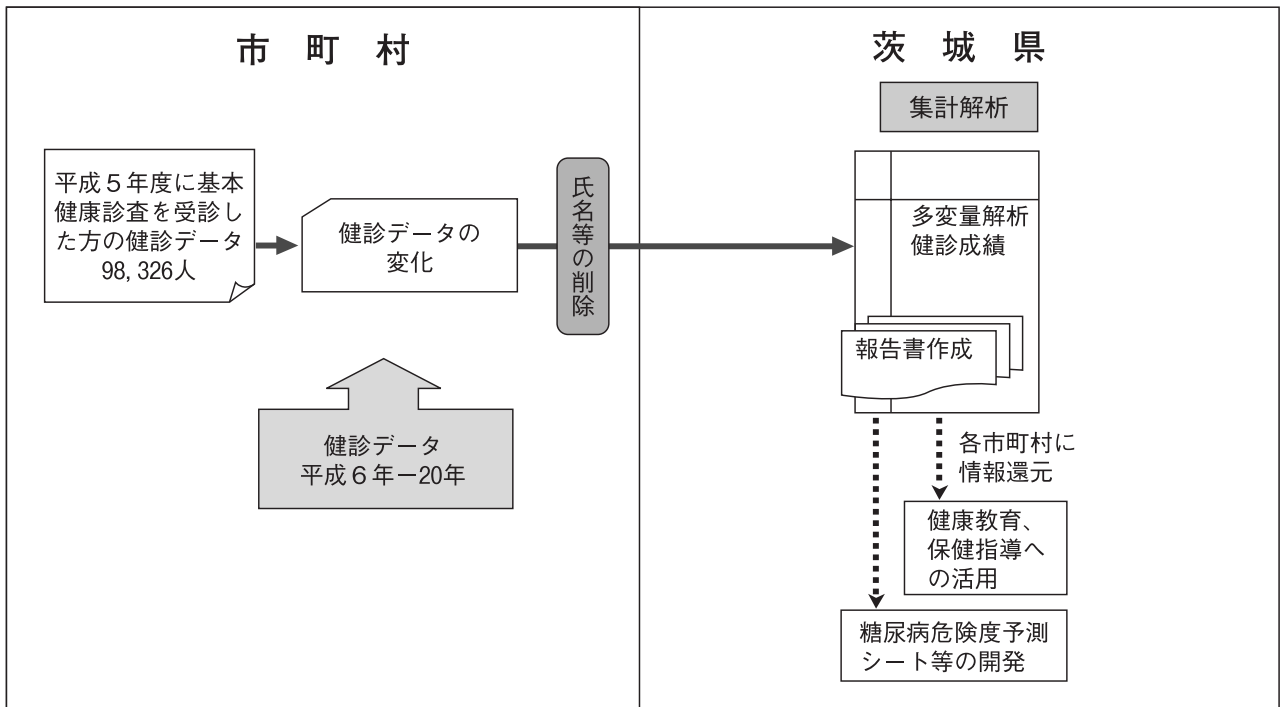 市 町 村
平成５年度に基本
健康診査を受診し
た方の健診データ
98, 326人
健診データの
変化
氏名等の削除
健診データ
平成６年－20年
茨 城 県
集計解析
多変量解析
健診成績
報告書作成
各市町村に
情報還元
健康教育、
保健指導へ
の活用
糖尿病危険度予測
シート等の開発